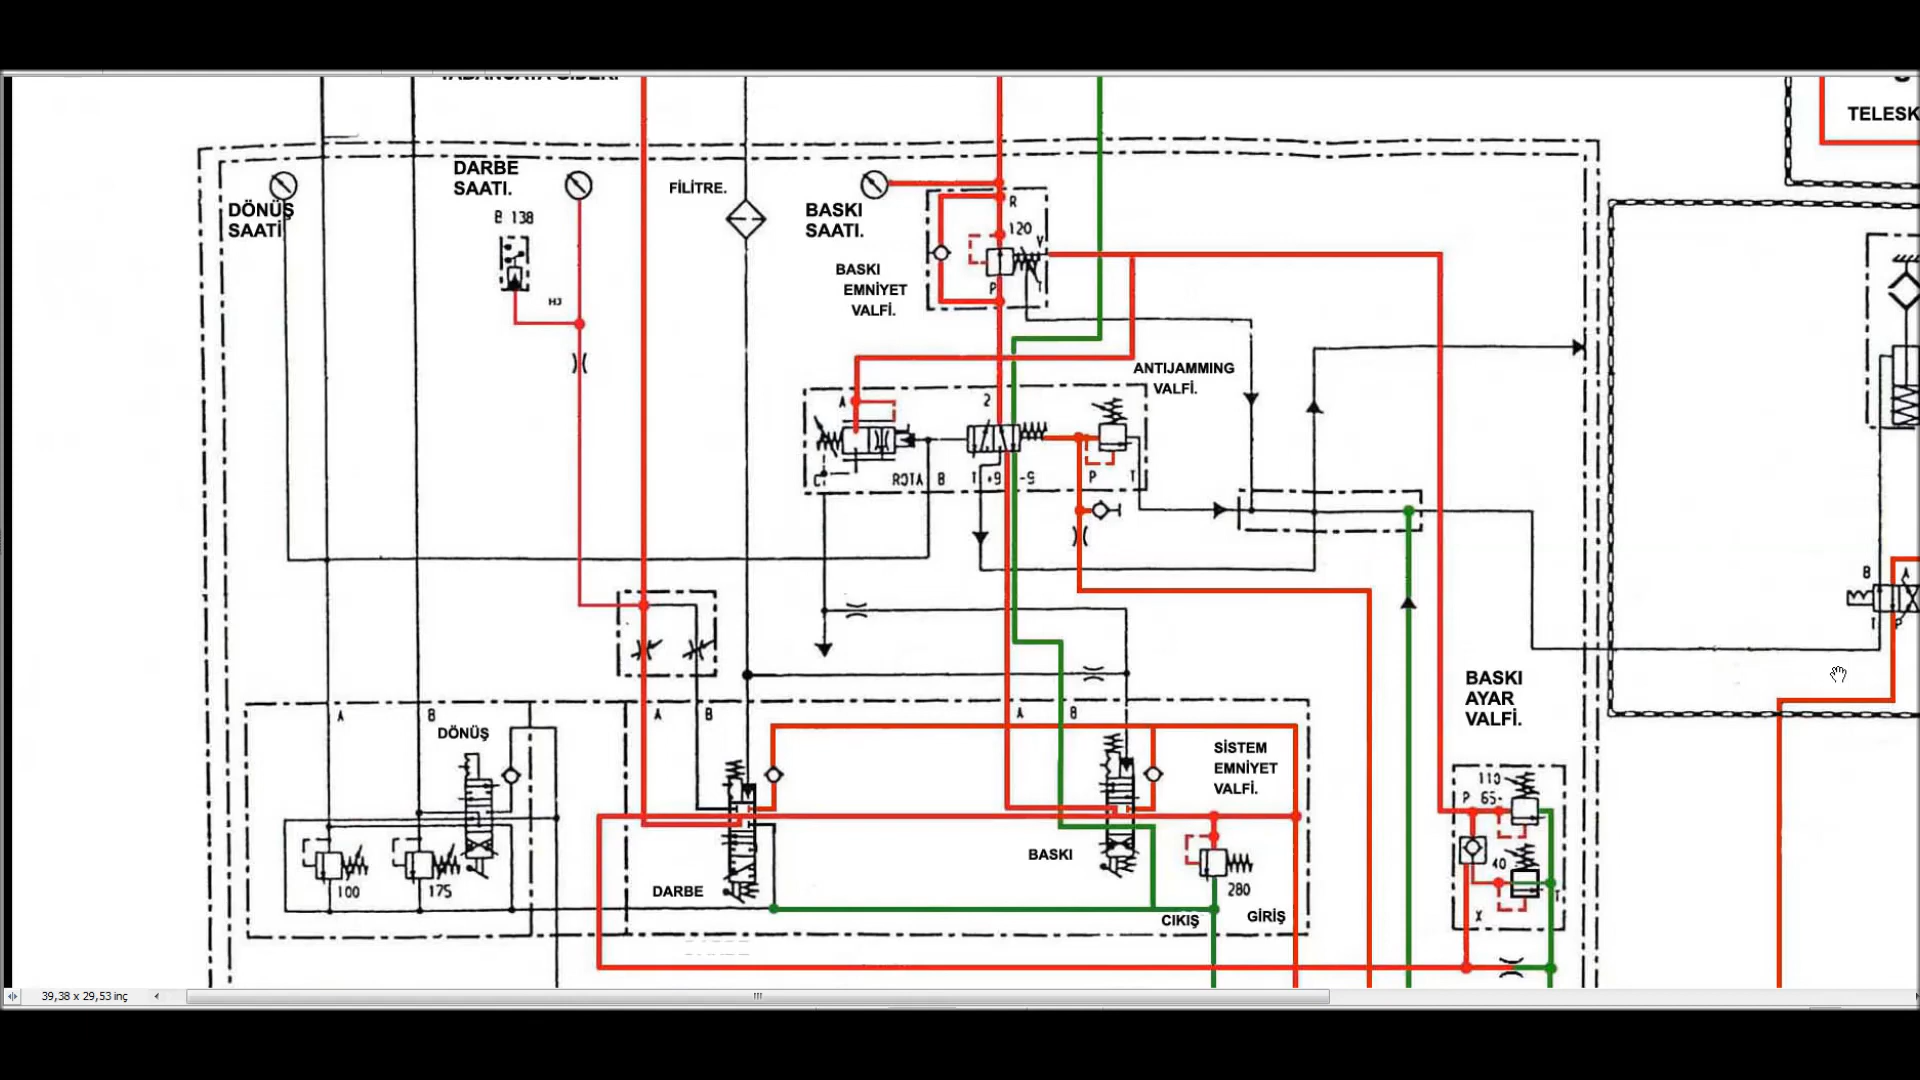 TELESK
DARBE
SAATI.
FİLİTRE.
DÖNÜŞ
SAATİ
B 138
HJ
BASKI
SAATI.
R
120
V
BASKI
EMNİYET
VALFİ.
P
T
ANTIJAMMING
VALFİ.
A
2
C
B
P
T
B
A
T
P
BASKI
AYAR
VALFİ.
A
B
DÖNÜŞ
A
B
A
B
SİSTEM
EMNİYET
VALFİ.
110
P
65-
BASKI
40
100
175
DARBE
280
T
CIKIŞ
GİRİŞ
X
39,38 x 29,53 inç